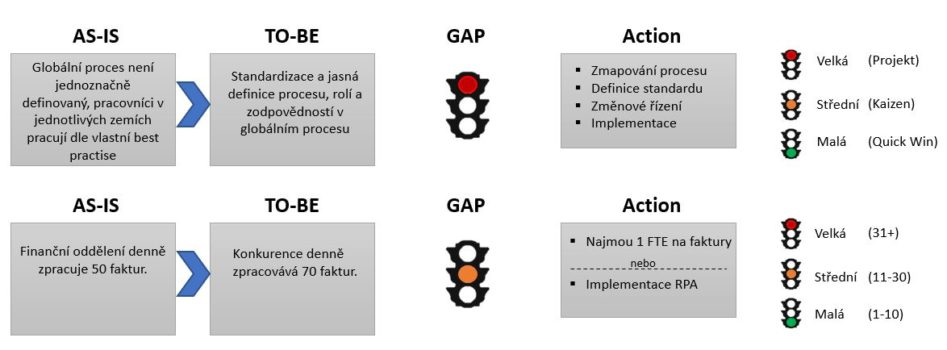 AS-IS
TO-BE
GAP
Action
Globální proces není
jednoznačně
definovaný, pracovníci v
jednotlivých zemích
pracují dle vlastní best
practise
Standardizace a jasná
definice procesu, rolí a
zodpovědností v
globálním procesu
▪ Zmapování procesu
▪ Definice standardu
▪ Změnové řízení
▪ Implementace
Velká (Projekt)
Střední (Kaizen)
Malá (Quick Win)
AS-IS
TO-BE
GAP
Action
Finanční oddělení denně
zpracuje 50 faktur.
Konkurence denně
zpracovává 70 faktur.
▪ Najmou 1 FTE na faktury
nebo
▪ Implementace RPA
Velká (31+)
Střední (11-30)
Malá (1-10)